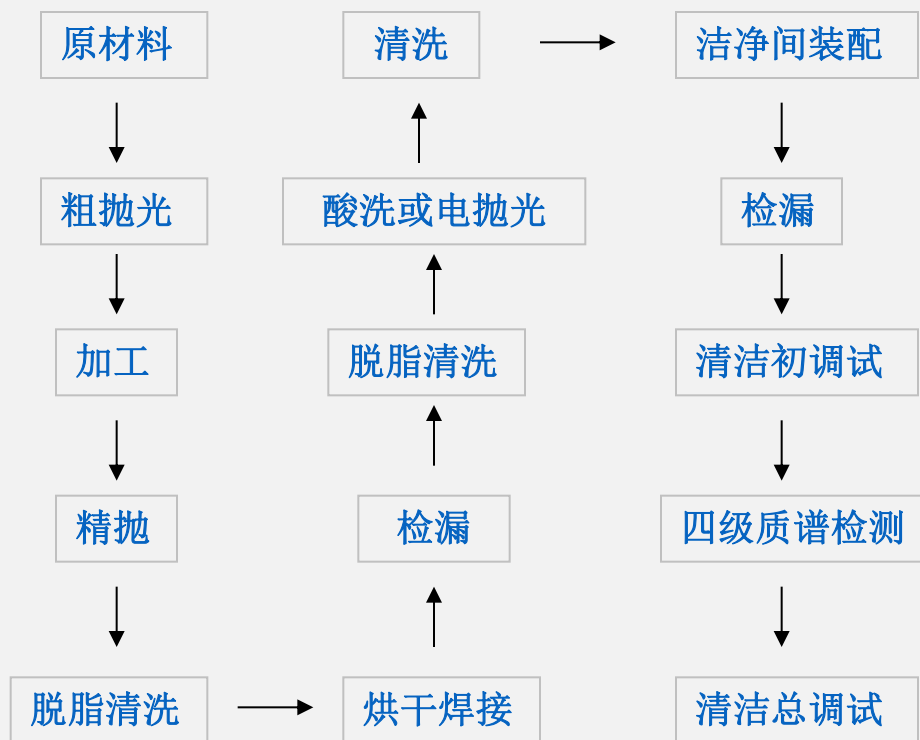 原材料
粗抛光
加工
精抛
脱脂清洗
烘干焊接
检漏
脱脂清洗
酸洗或电抛光
清洗
洁净间装配
检漏
清洁初调试
四级质谱检测
清洁总调试